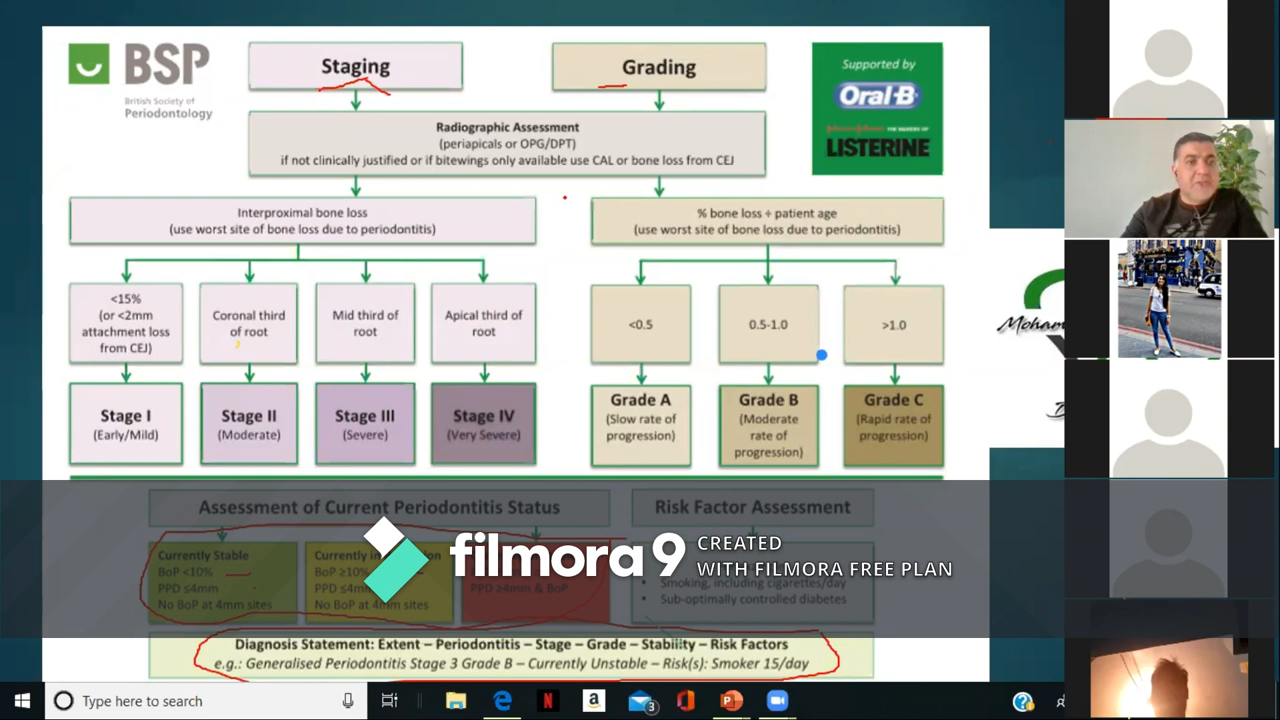 BSP
British Society of
Periodontology
Staging
Grading
Supported by
Oral-B
THE MAKERS OF
LISTERINE
Radiographic Assessment
(periapicals or OPG/DPT)
if not clinically justified or if bitewings only available use CAL or bone loss from CEJ
Interproximal bone loss
(use worst site of bone loss due to periodontitis)
% bone loss ÷ patient age
(use worst site of bone loss due to periodontitis)
<15%
(or <2mm
attachment loss
from CEJ)
Coronal third
of root
Mid third of
root
Apical third of
root
<0.5
0.5-1.0
>1.0
Stage I
(Early/Mild)
Stage II
(Moderate)
Stage III
(Severe)
Stage IV
(Very Severe)
Grade A
(Slow rate of
progression)
Grade B
(Moderate
rate of
progression)
Grade C
(Rapid rate of
progression)
Moham
Assessment of Current Periodontitis Status
Risk Factor Assessment
Currently Stable
BoP <10%
PPD ≤4mm
No BoP at 4mm sites
Currently in
BoP ≥10%
PPD ≤4mm
No BoP at 4mm sites
PPD ≥4mm & BoP
• Smoking, including cigarettes/day
• Sub-optimally controlled diabetes
filmora9
CREATED
WITH FILMORA FREE PLAN
Diagnosis Statement: Extent – Periodontitis – Stage – Grade – Stability – Risk Factors
e.g.: Generalised Periodontitis Stage 3 Grade B – Currently Unstable – Risk(s): Smoker 15/day
Type here to search
3